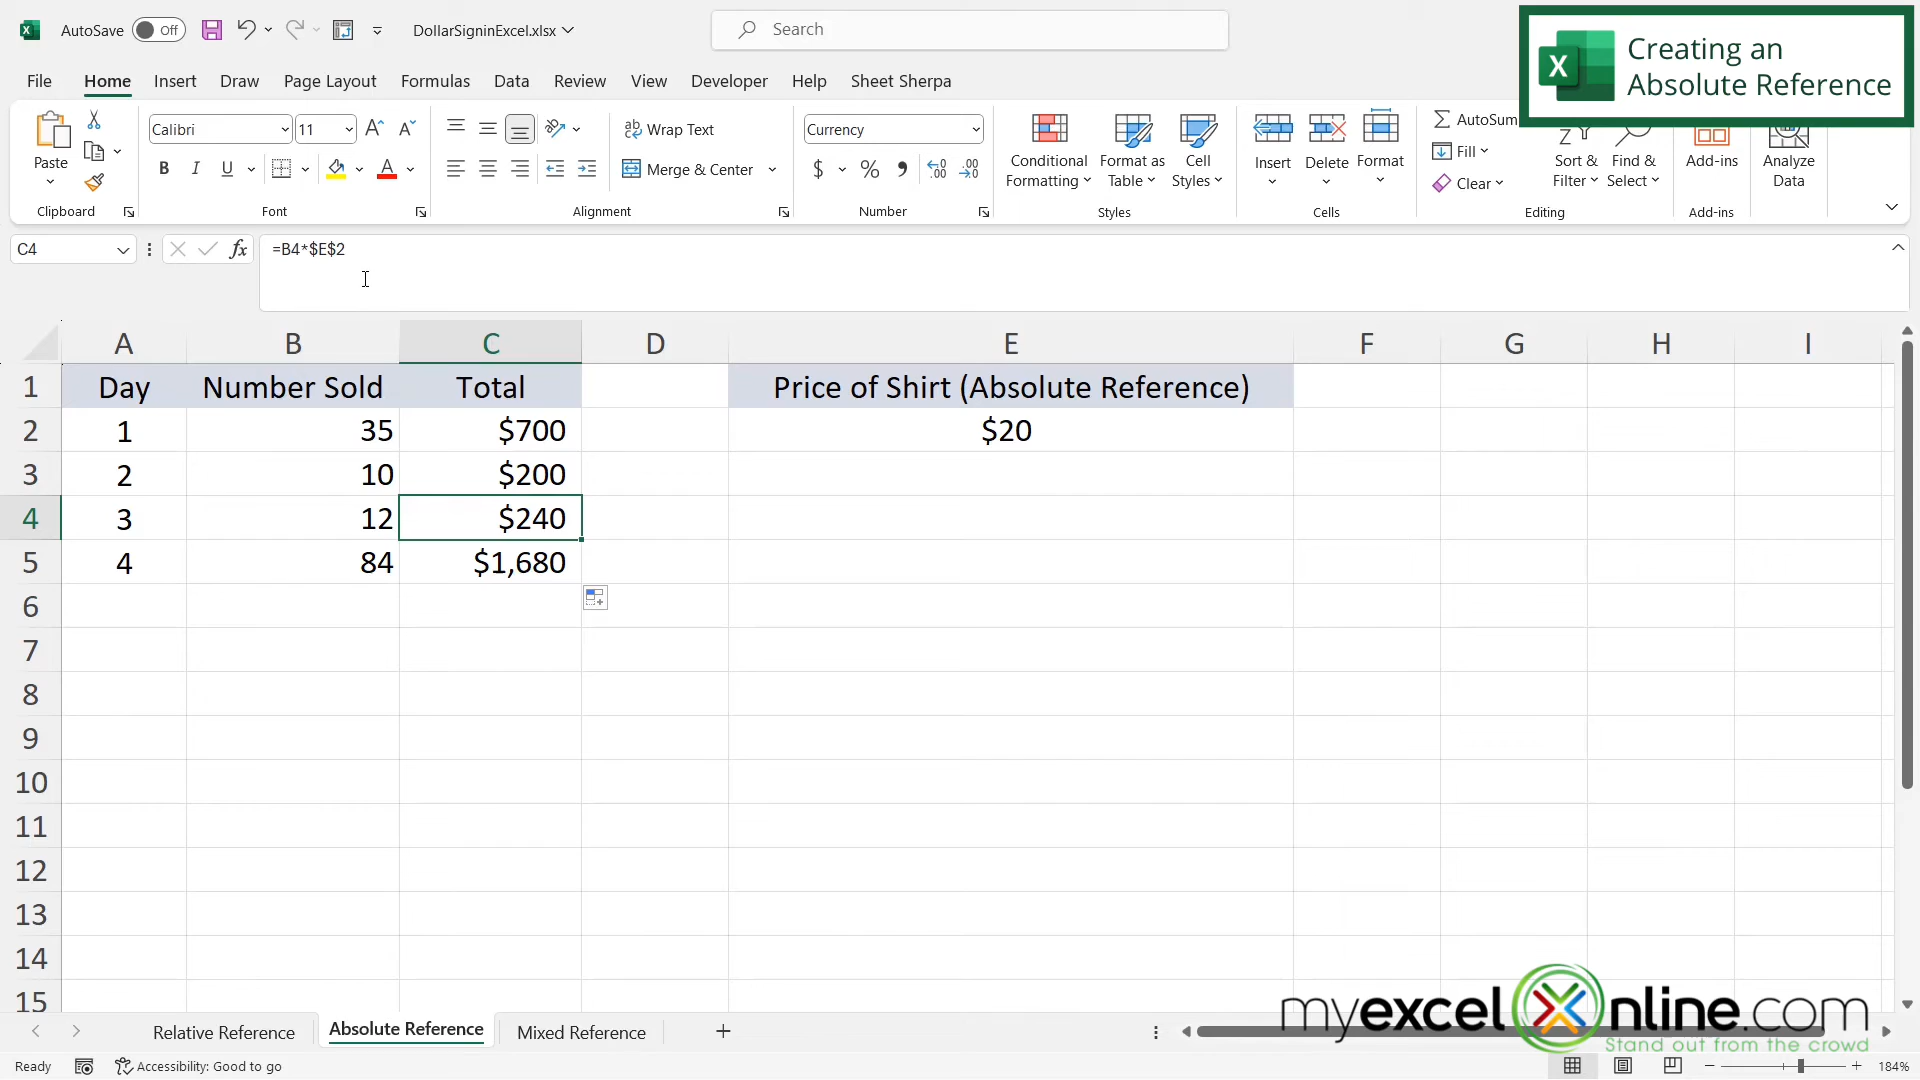 AutoSave Off DollarSigninExcel.xlsx Search
Creating an
Absolute Reference
File Home Insert Draw Page Layout Formulas Data Review View Developer Help Sheet Sherpa
Paste
Clipboard
Calibri 11
B I U A
Font
Wrap Text
Merge & Center
Alignment
Currency
$ % 9
Number
Conditional
Formatting
Format as
Table
Cell
Styles
Styles
Insert Delete Format
Cells
AutoSum
Fill
Clear
Sort &
Filter
Find &
Select
Editing
Add-ins
Add-ins
Analyze
Data
C4 fx =B4*$E$2
A B C D E F G H I
1 Day Number Sold Total Price of Shirt (Absolute Reference)
2 1 35 $700 $20
3 2 10 $200
4 3 12 $240
5 4 84 $1,680
6
7
8
9
10
11
12
13
14
15
myexcelonline.com
Stand out from the crowd
Relative Reference Absolute Reference Mixed Reference +
Ready Accessibility: Good to go 184%